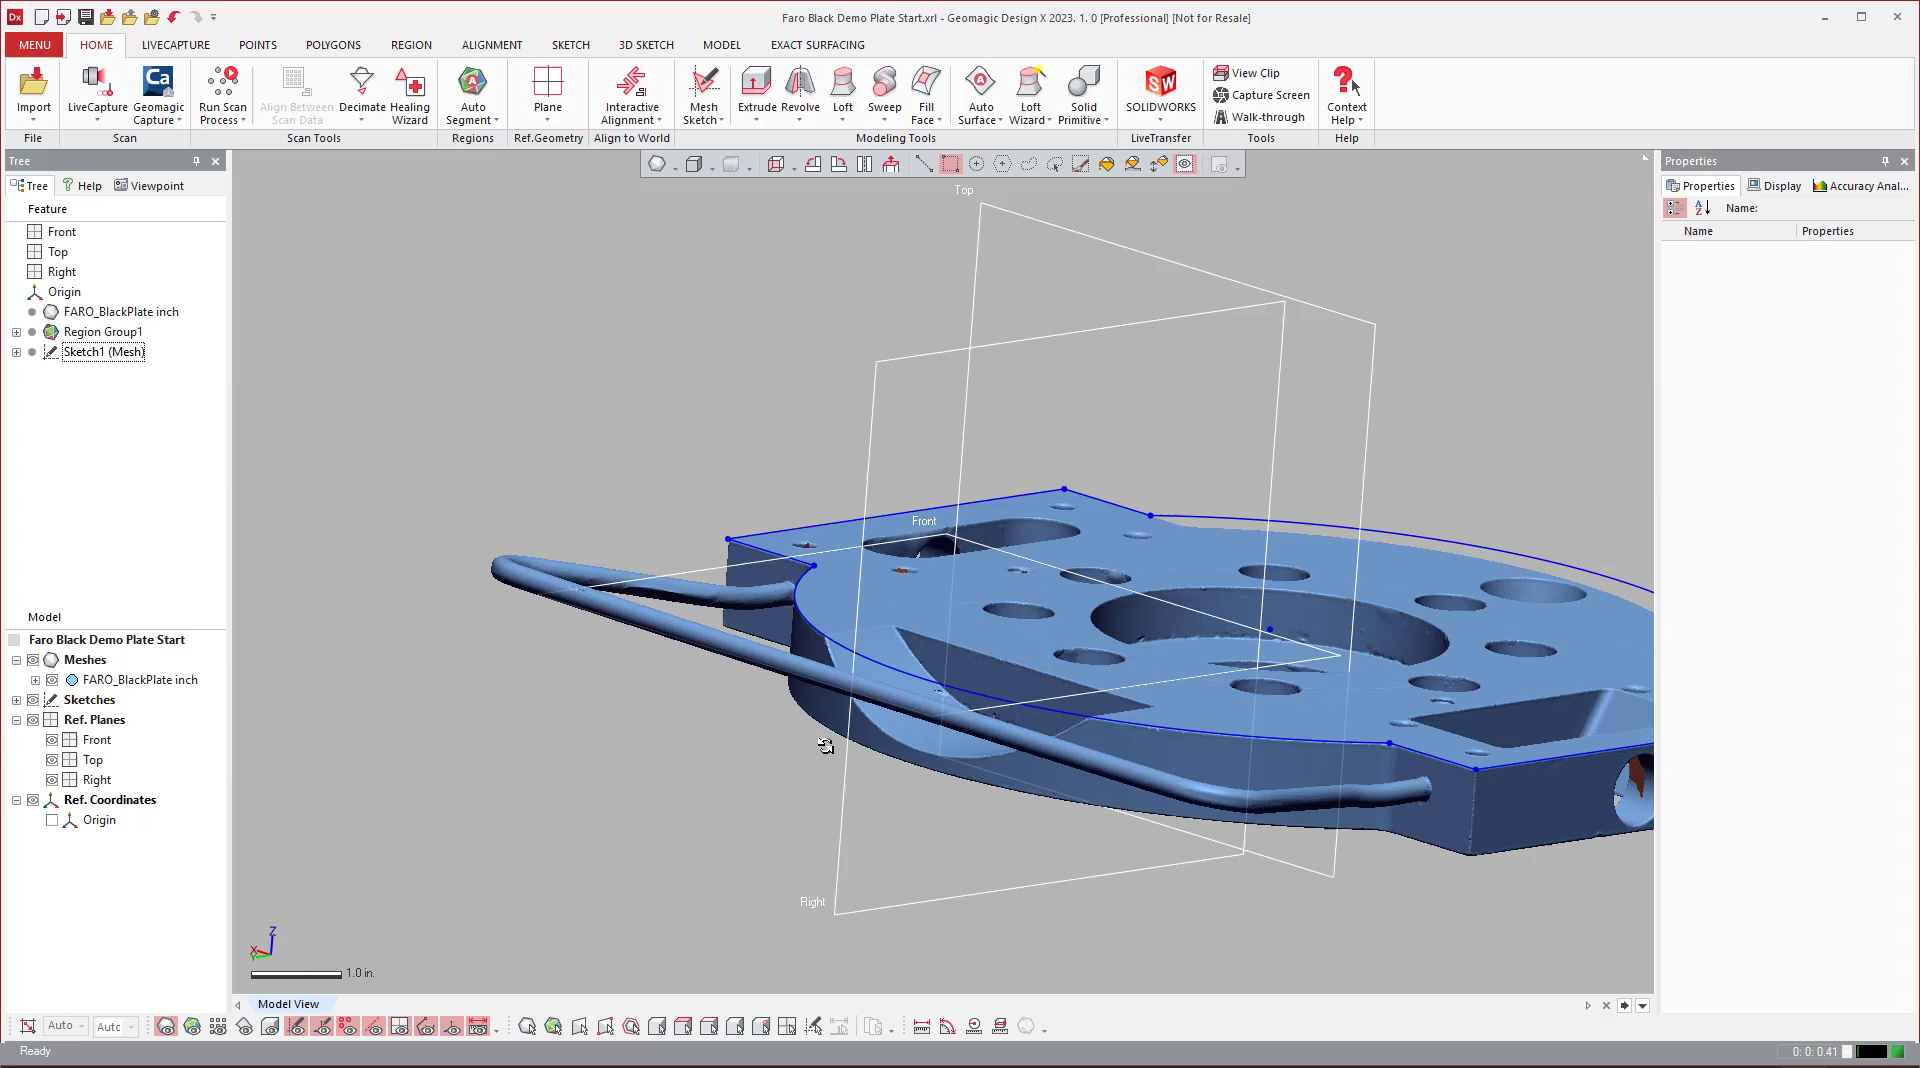 Dx
Faro Black Demo Plate Start.xrl - Geomagic Design X 2023. 1. 0 [Professional] [Not for Resale]
MENU HOME LIVECAPTURE POINTS POLYGONS REGION ALIGNMENT SKETCH 3D SKETCH MODEL EXACT SURFACING
Import
LiveCapture
Geomagic Capture
Run Scan Process
Align Between Scan Data
Decimate
Healing Wizard
Auto Segment
Plane
Interactive Alignment
Mesh Sketch
Extrude
Revolve
Loft
Sweep
Fill Face
Auto Surface
Loft Wizard
Solid Primitive
SOLIDWORKS
View Clip
Capture Screen
Walk-through
Context Help
File Scan Scan Tools Regions Ref.Geometry Align to World Modeling Tools LiveTransfer Tools Help
Tree
Tree Help Viewpoint
Feature
Front
Top
Right
Origin
FARO_BlackPlate inch
Region Group1
Sketch1 (Mesh)
Model
Faro Black Demo Plate Start
Meshes
FARO_BlackPlate inch
Sketches
Ref. Planes
Front
Top
Right
Ref. Coordinates
Origin
Top
Front
Right
Z
X
1.0 in.
Model View
Properties
Properties Display Accuracy Anal...
Name:
Name Properties
Auto Auto
Ready
0: 0: 0.41